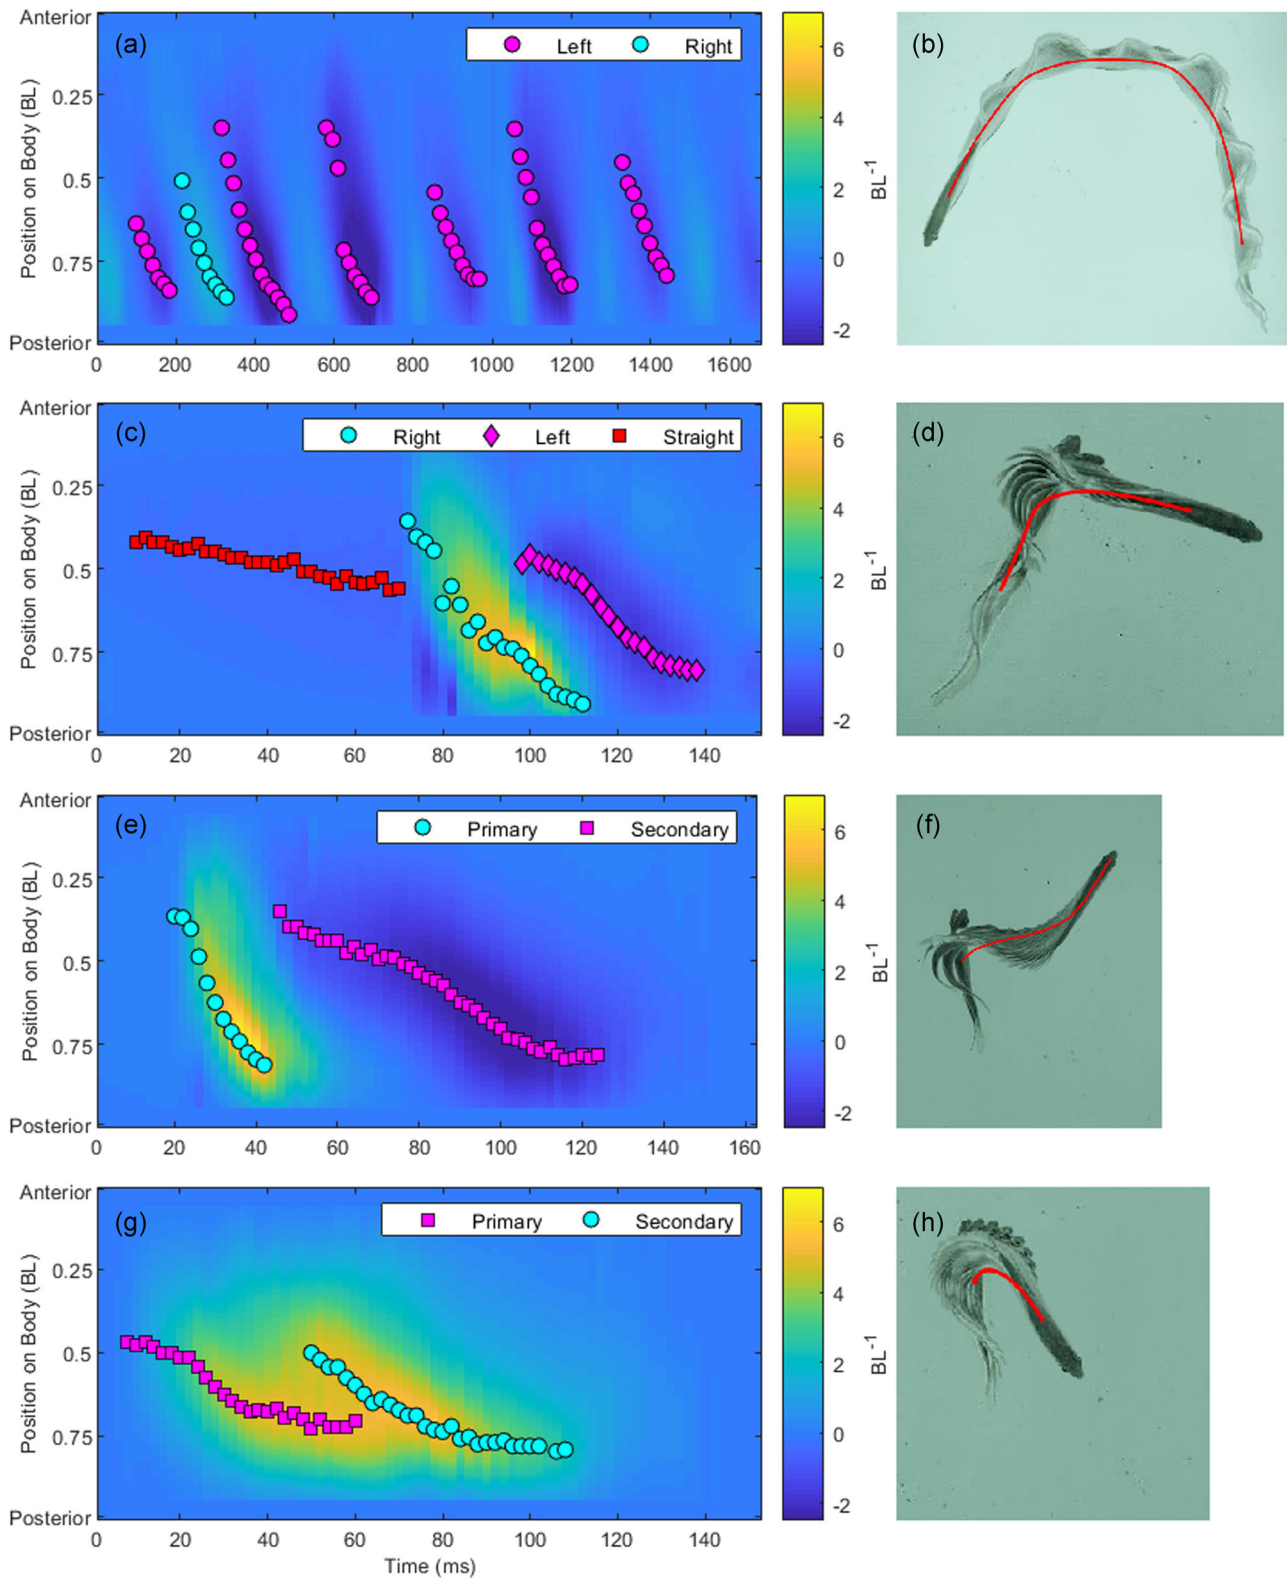 Anterior
0.25
0.5
0.75
Posterior
Position on Body (BL)
(a)
Left Right
0 200 400 600 800 1000 1200 1400 1600
6
4
2
0
-2
BL-1
(b)
Anterior
0.25
0.5
0.75
Posterior
Position on Body (BL)
(c)
Right Left Straight
0 20 40 60 80 100 120 140
6
4
2
0
-2
BL-1
(d)
Anterior
0.25
0.5
0.75
Posterior
Position on Body (BL)
(e)
Primary Secondary
0 20 40 60 80 100 120 140 160
6
4
2
0
-2
BL-1
(f)
Anterior
0.25
0.5
0.75
Posterior
Position on Body (BL)
(g)
Primary Secondary
0 20 40 60 80 100 120 140
Time (ms)
6
4
2
0
-2
BL-1
(h)